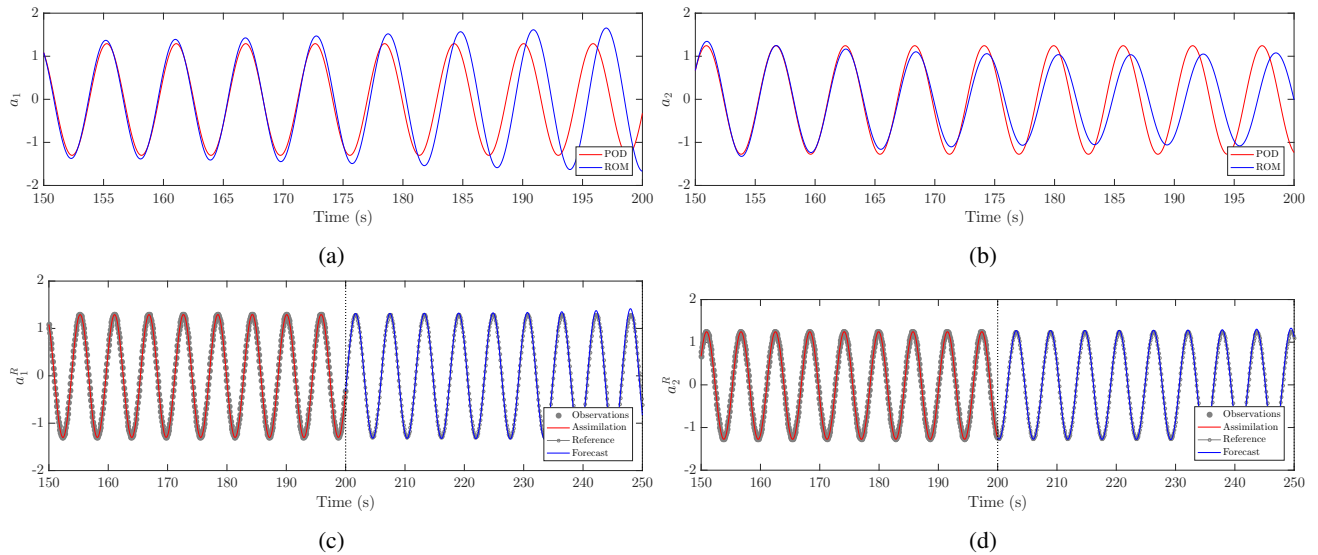 2
1
0
-1
-2
a₁
150 155 160 165 170 175 180 185 190 195 200
Time (s)
POD
ROM
(a)
2
1
0
-1
-2
a₂
150 155 160 165 170 175 180 185 190 195 200
Time (s)
POD
ROM
(b)
2
1
0
-1
-2
a₁ᴿ
150 160 170 180 190 200 210 220 230 240 250
Time (s)
Observations
Assimilation
Reference
Forecast
(c)
2
1
0
-1
-2
a₂ᴿ
150 160 170 180 190 200 210 220 230 240 250
Time (s)
Observations
Assimilation
Reference
Forecast
(d)